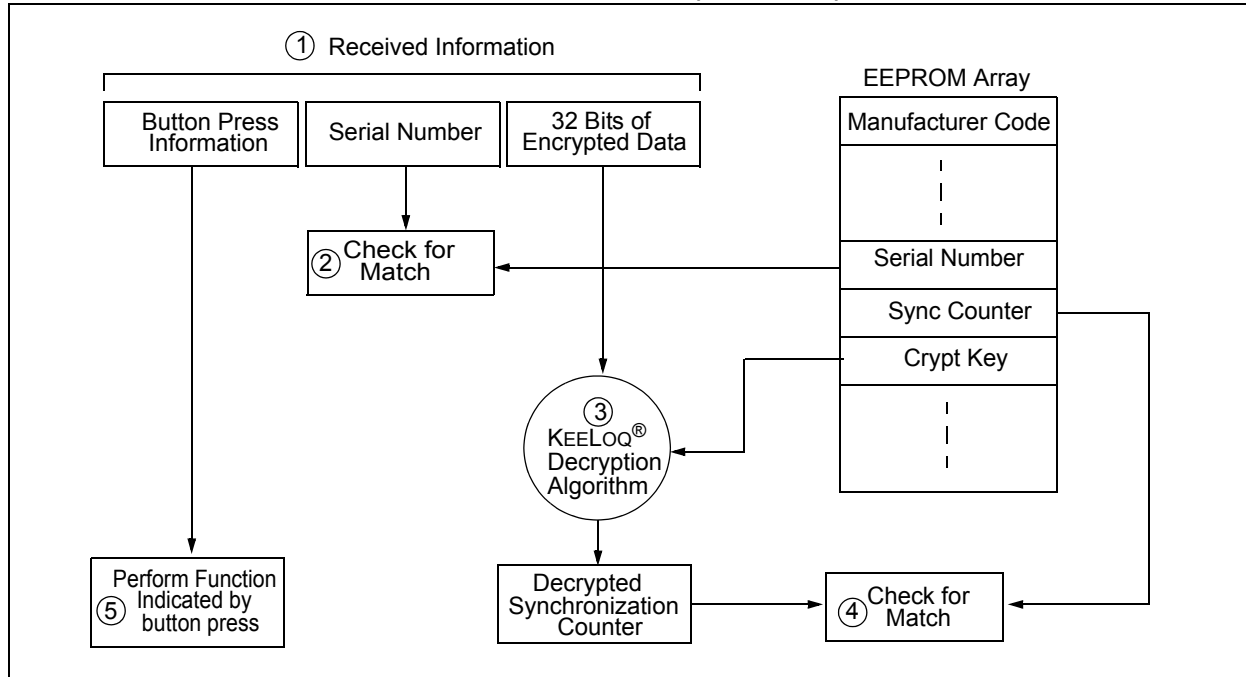 ① Received Information
EEPROM Array
Button Press
Information
Serial Number
32 Bits of
Encrypted Data
Manufacturer Code
Serial Number
Sync Counter
Crypt Key
② Check for
Match
③
KEELOQ®
Decryption
Algorithm
Decrypted
Synchronization
Counter
④ Check for
Match
Perform Function
⑤ Indicated by
button press